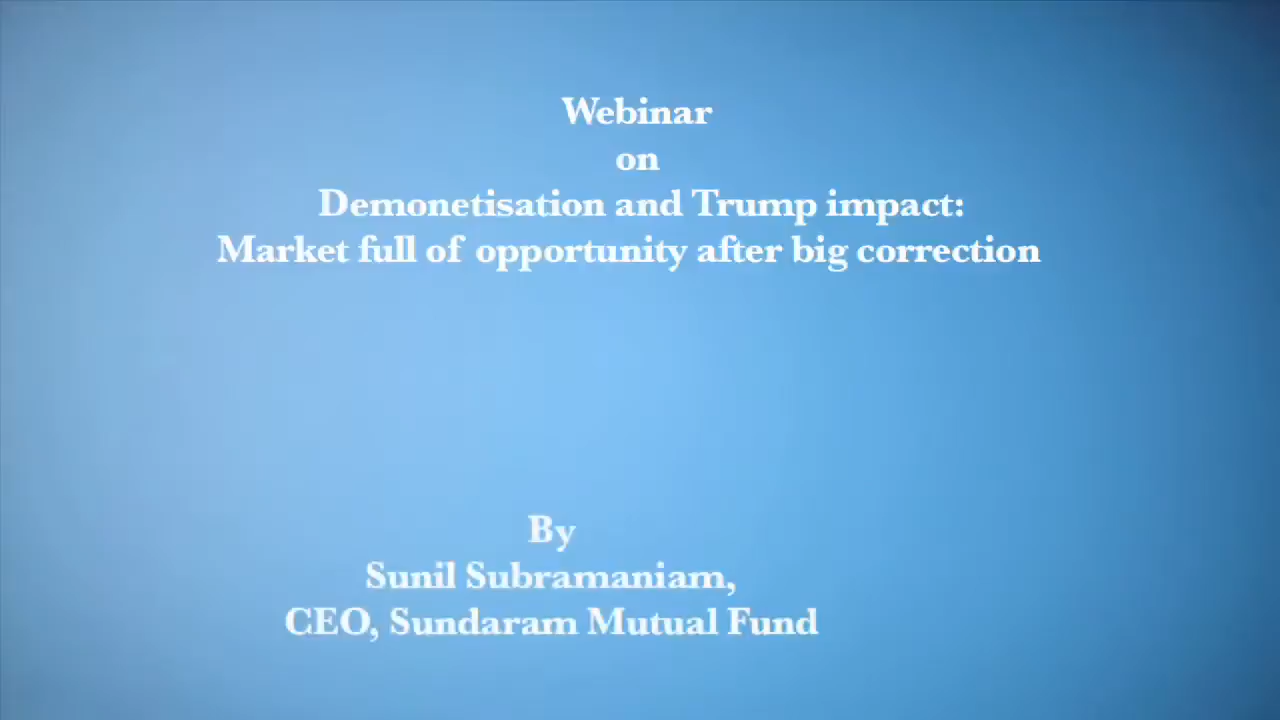 Webinar
on
Demonetisation and Trump impact:
Market full of opportunity after big correction
By
Sunil Subramaniam,
CEO, Sundaram Mutual Fund